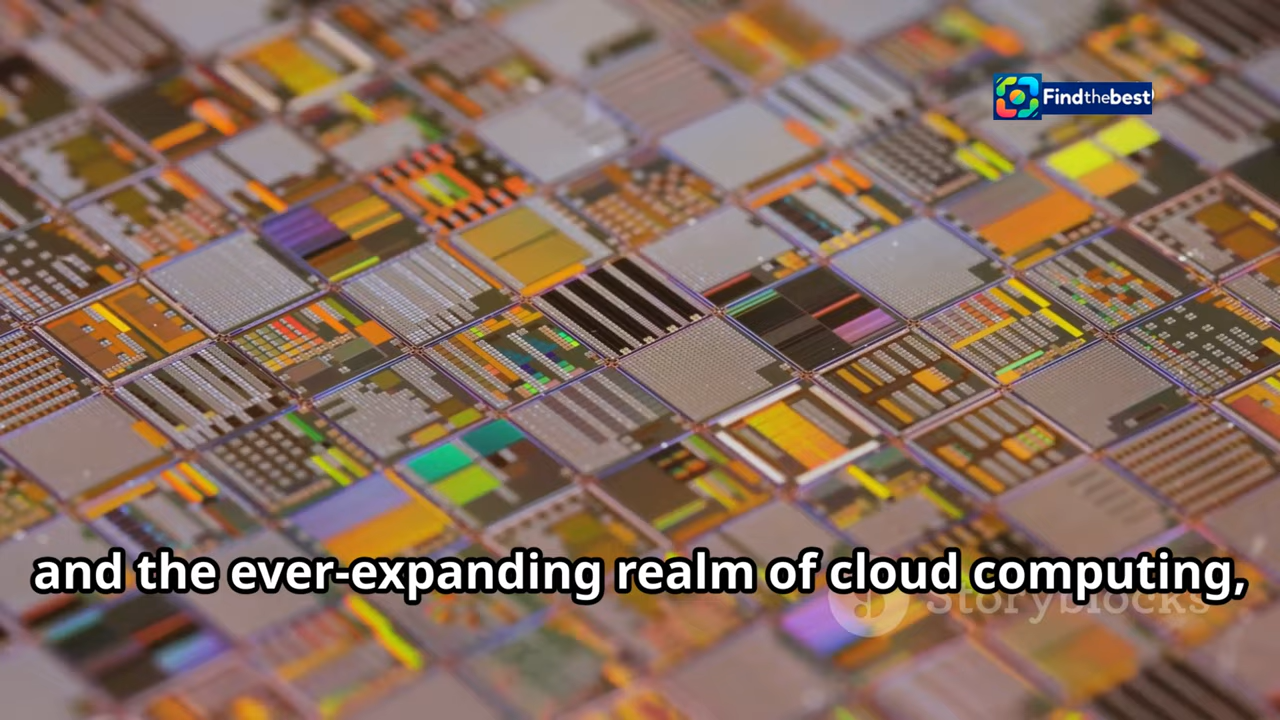 Findthebest
and the ever-expanding realm of cloud computing,
Storyblocks